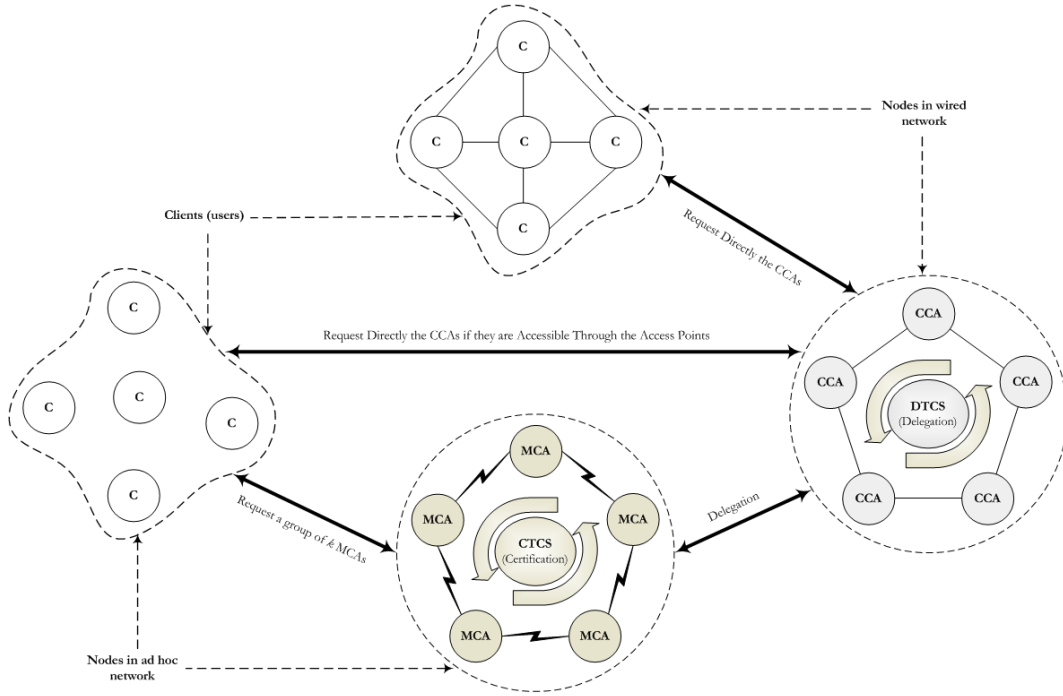 C
Nodes in wired
network
C
C
C
Clients (users)
C
Request Directly the CCAs
C
CCA
Request Directly the CCAs if they are Accessible Through the Access Points
CCA
CCA
C
C
C
DTCS
(Delegation)
MCA
C
CCA
CCA
Request a group of k MCAs
MCA
MCA
Delegation
CTCS
(Certification)
MCA
MCA
Nodes in ad hoc
network